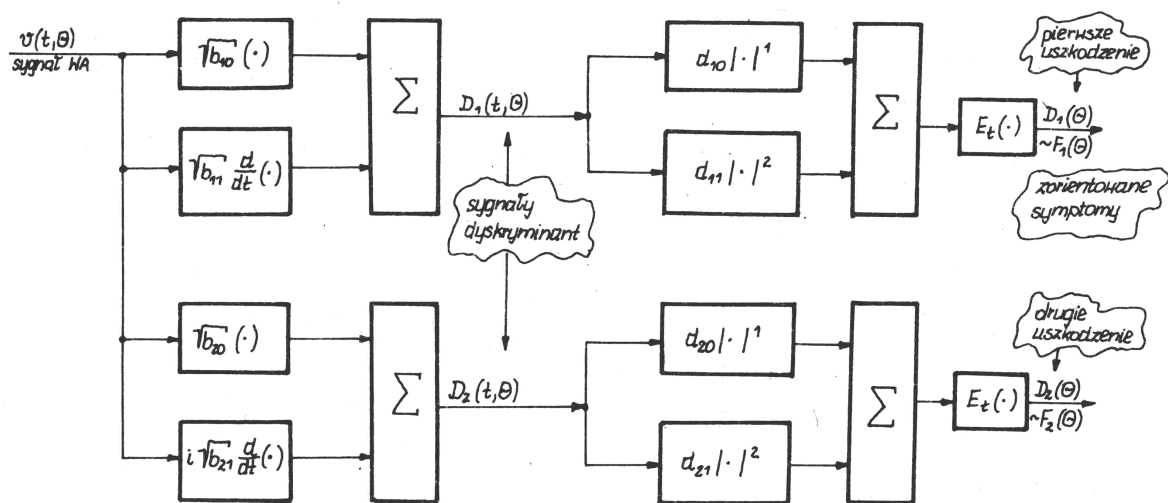 v(t,Θ)
sygnał WA
√b₁₀ (·)
√b₁₁ d/dt (·)
Σ
D₁(t,Θ)
d₁₀|·|¹
d₁₁|·|²
Σ
Eₜ(·)
D₁(Θ)
~F₁(Θ)
pierwsze
uszkodzenie
zorientowane
symptomy
sygnały
dyskryminant
√b₂₀ (·)
i√b₂₁ d/dt (·)
Σ
D₂(t,Θ)
d₂₀|·|¹
d₂₁|·|²
Σ
Eₜ(·)
D₂(Θ)
~F₂(Θ)
drugie
uszkodzenie